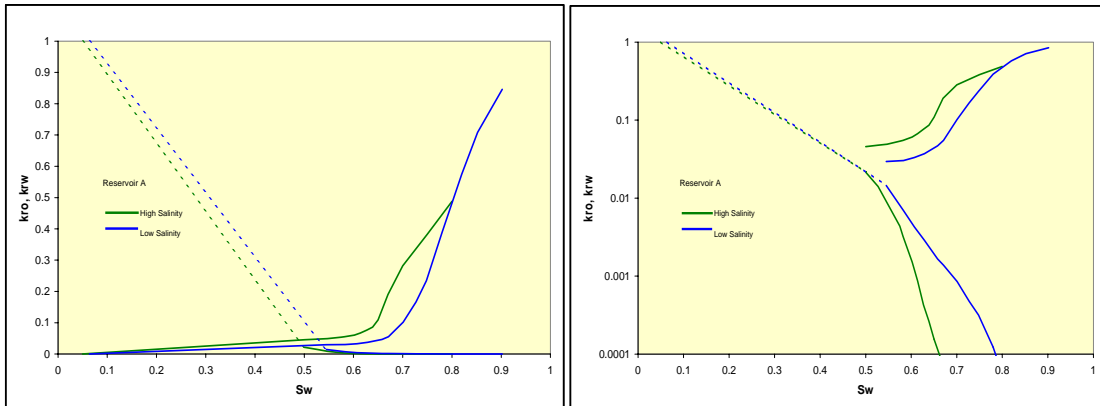 1
0.9
0.8
0.7
0.6
0.5
0.4
0.3
0.2
0.1
0
kro, krw
Reservoir A
High Salinity
Low Salinity
0 0.1 0.2 0.3 0.4 0.5 0.6 0.7 0.8 0.9 1
Sw
1
0.1
0.01
0.001
0.0001
kro, krw
Reservoir A
High Salinity
Low Salinity
0 0.1 0.2 0.3 0.4 0.5 0.6 0.7 0.8 0.9 1
Sw